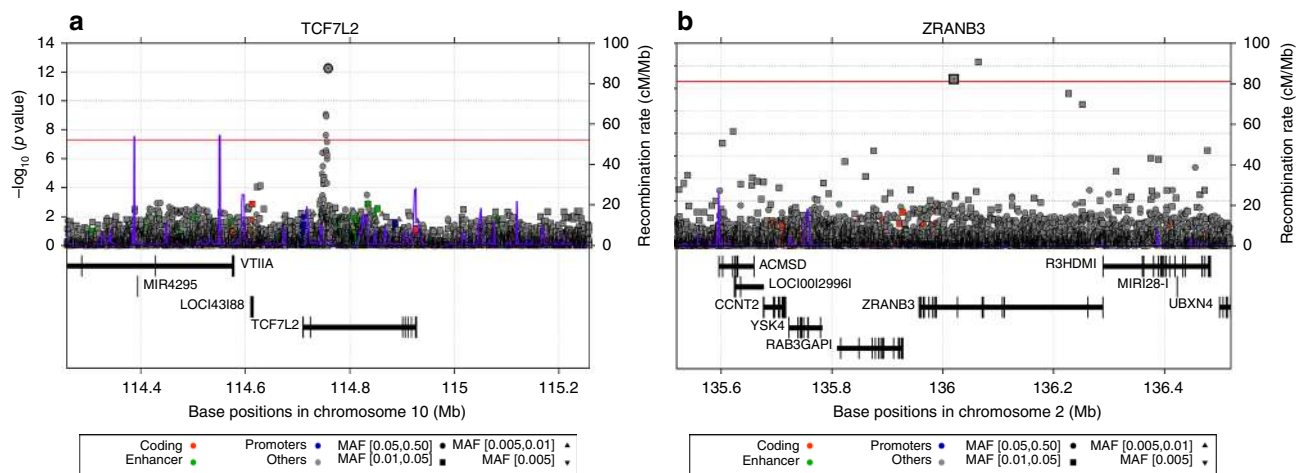 a
TCF7L2
14
12
10
8
6
4
2
0
–log10 (p value)
100
80
60
40
20
0
Recombination rate (cM/Mb)
VTIIA
MIR4295
LOCI43I88
TCF7L2
114.4 114.6 114.8 115 115.2
Base positions in chromosome 10 (Mb)
Coding Promoters MAF [0.05,0.50] MAF [0.005,0.01]
Enhancer Others MAF [0.01,0.05] MAF [0.005]
b
ZRANB3
100
80
60
40
20
0
Recombination rate (cM/Mb)
ACMSD R3HDMI
LOCI00I2996I MIRI28-I
CCNT2 ZRANB3 UBXN4
YSK4
RAB3GAPI
135.6 135.8 136 136.2 136.4
Base positions in chromosome 2 (Mb)
Coding Promoters MAF [0.05,0.50] MAF [0.005,0.01]
Enhancer Others MAF [0.01,0.05] MAF [0.005]